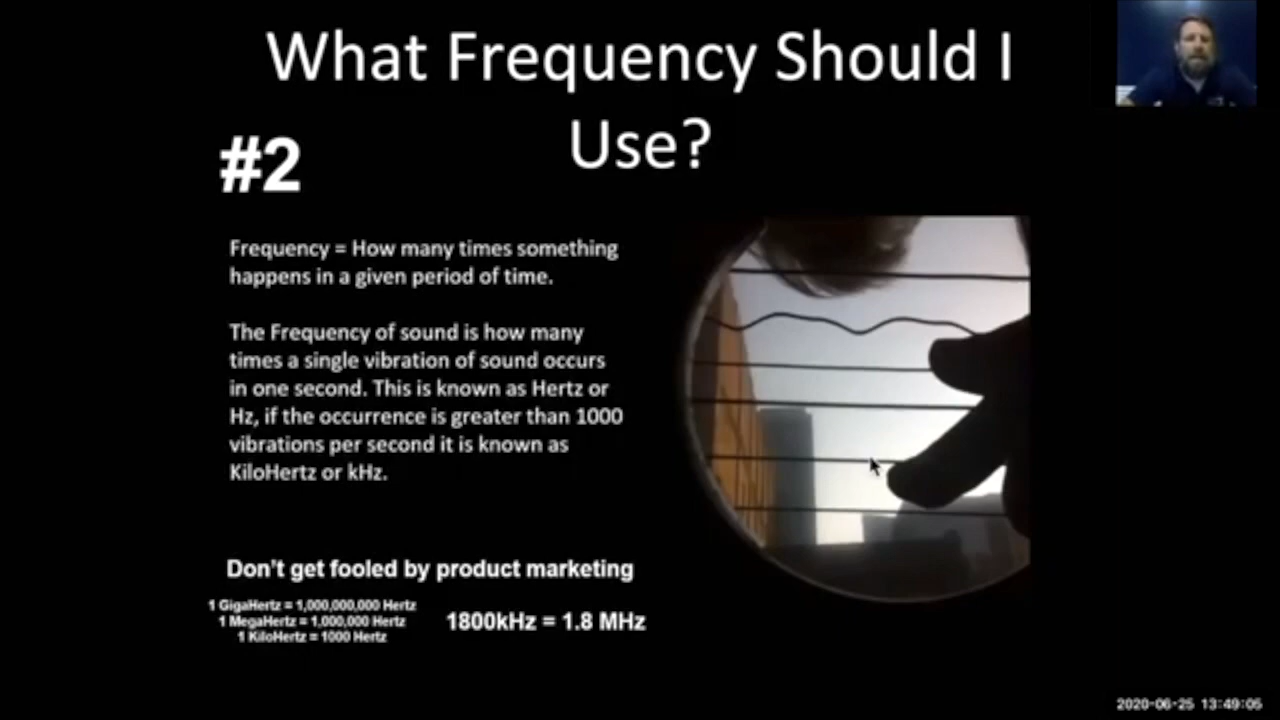 What Frequency Should I
Use?
#2
Frequency = How many times something
happens in a given period of time.
The Frequency of sound is how many
times a single vibration of sound occurs
in one second. This is known as Hertz or
Hz, if the occurrence is greater than 1000
vibrations per second it is known as
KiloHertz or kHz.
Don't get fooled by product marketing
1 GigaHertz = 1,000,000,000 Hertz
1 MegaHertz = 1,000,000 Hertz
1 KiloHertz = 1000 Hertz
1800kHz = 1.8 MHz
2020-06-25 13:49:05